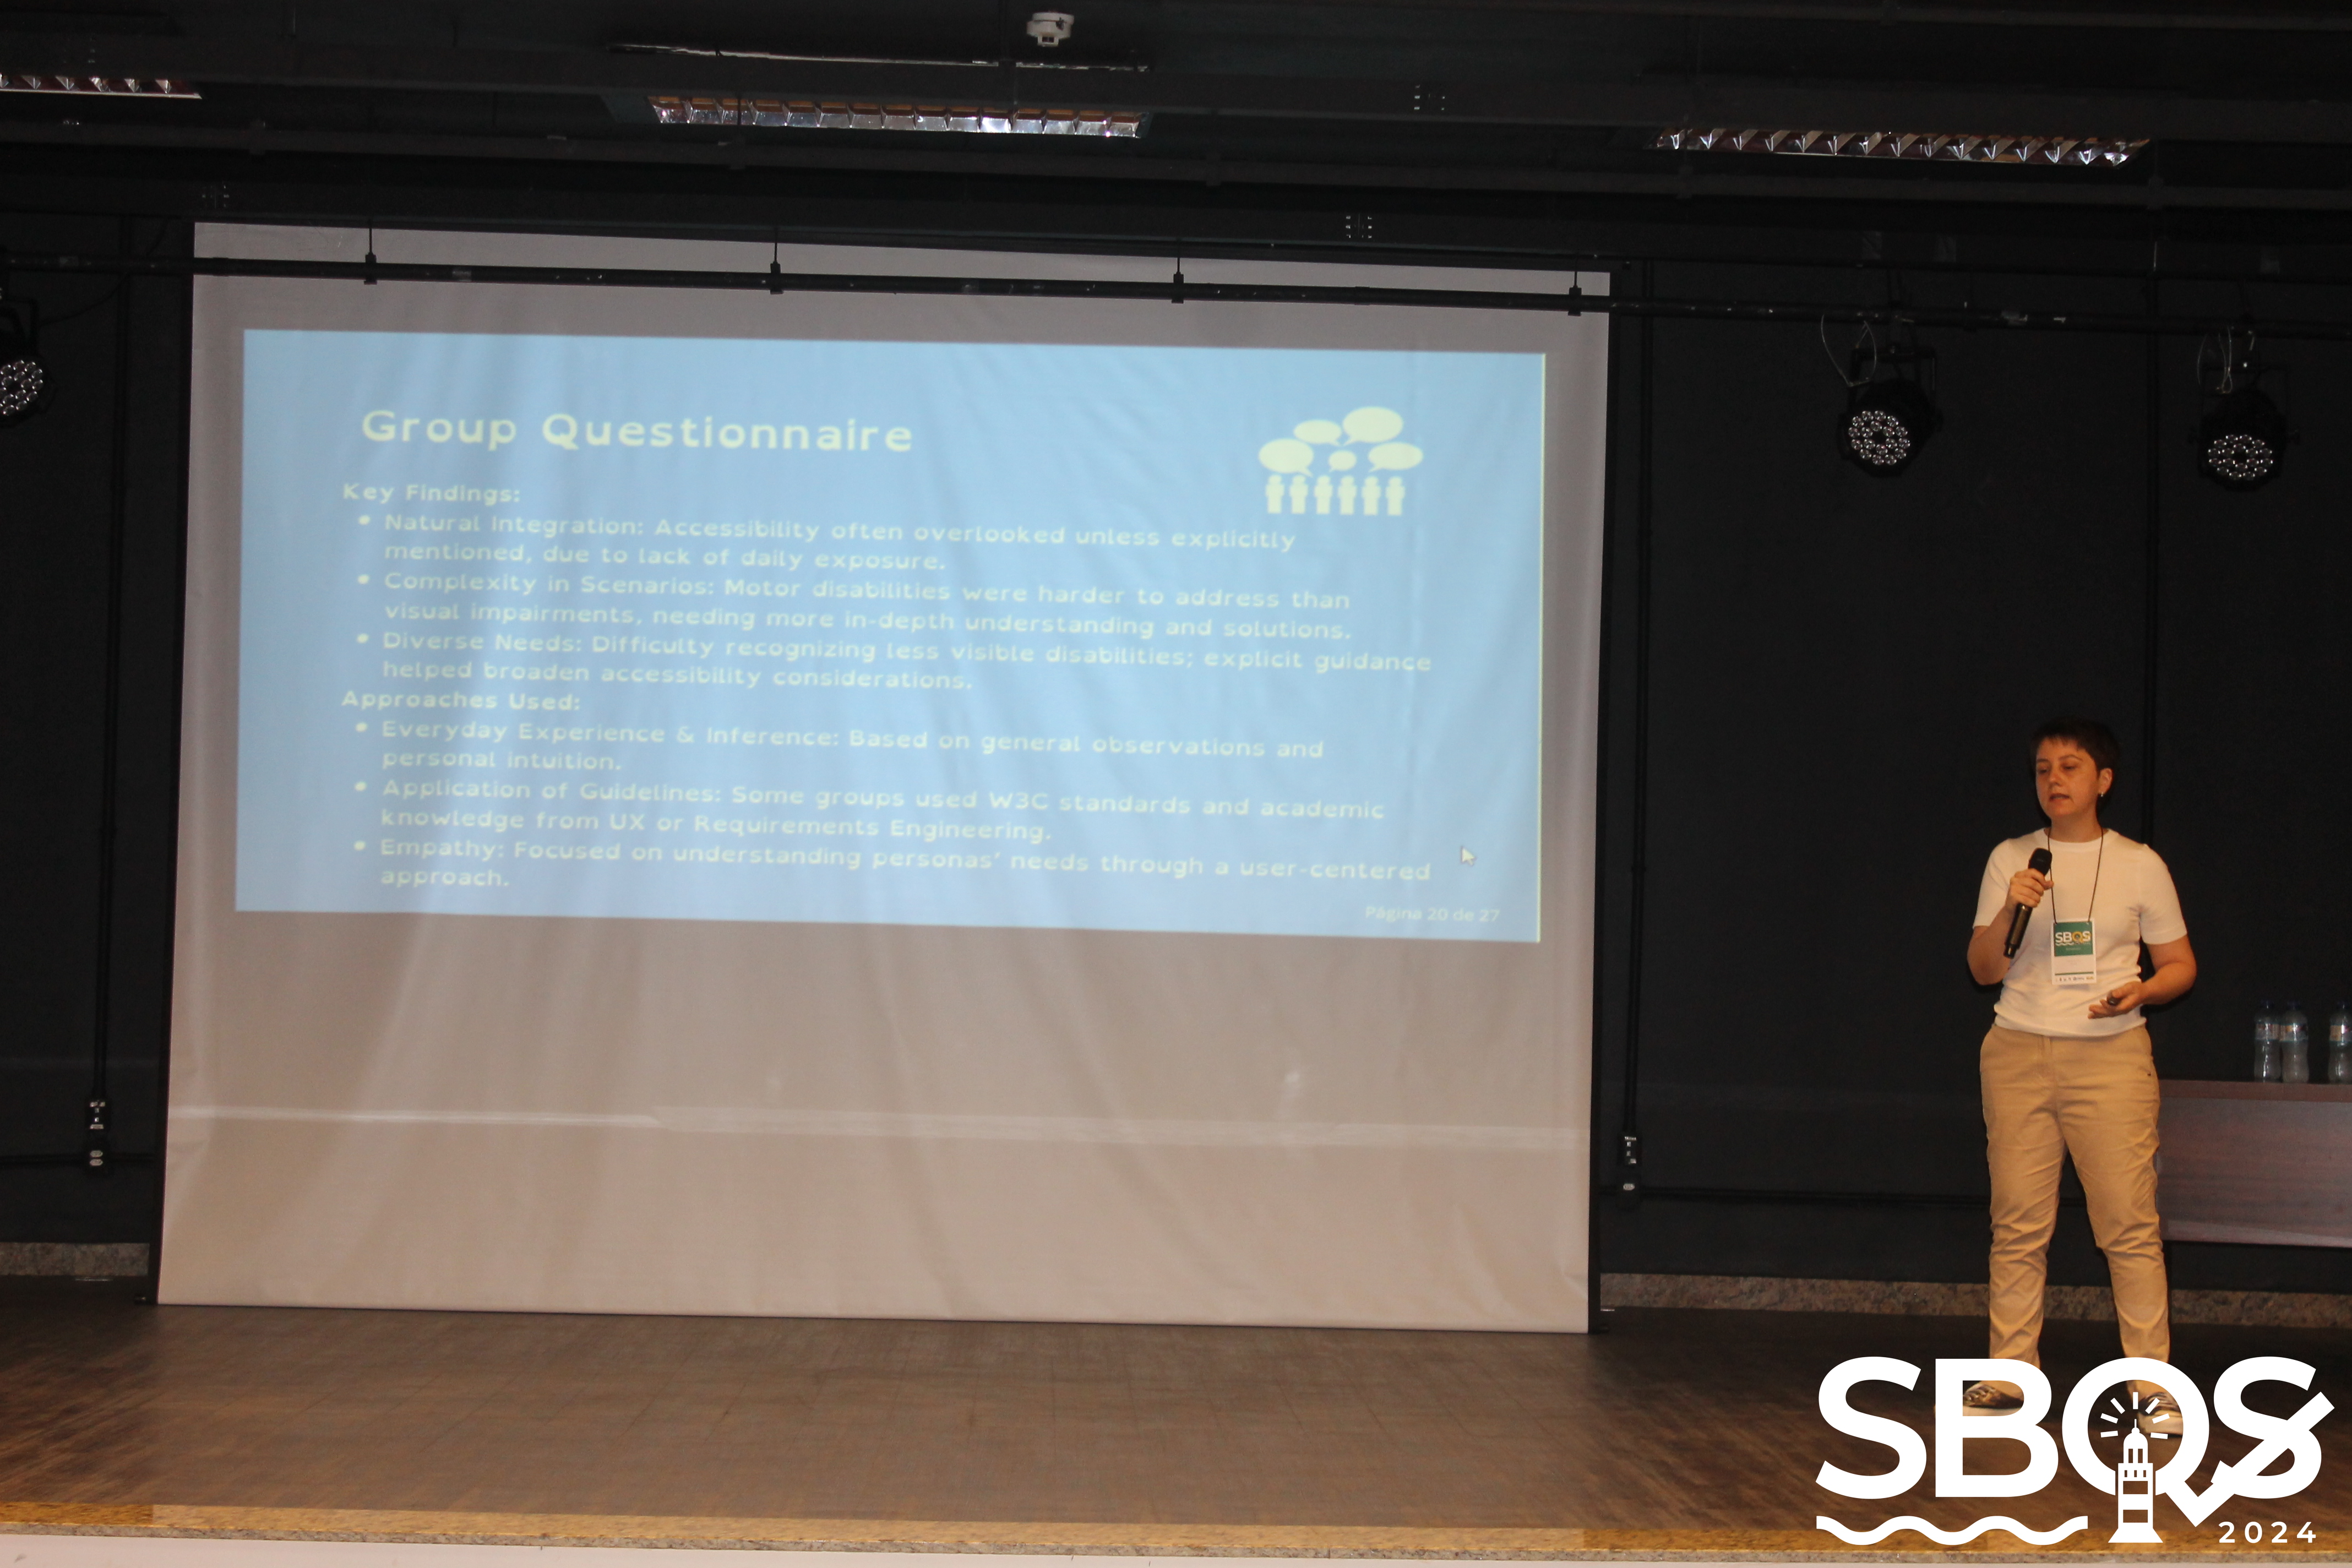 Group Questionnaire
Key Findings:
• Natural Integration: Accessibility often overlooked unless explicitly
mentioned, due to lack of daily exposure.
• Complexity in Scenarios: Motor disabilities were harder to address than
visual impairments, needing more in-depth understanding and solutions.
• Diverse Needs: Difficulty recognizing less visible disabilities; explicit guidance
helped broaden accessibility considerations.
Approaches Used:
• Everyday Experience & Inference: Based on general observations and
personal intuition.
• Application of Guidelines: Some groups used W3C standards and academic
knowledge from UX or Requirements Engineering.
• Empathy: Focused on understanding personas' needs through a user-centered
approach.
Página 20 de 27
SBQS
SBQS
2024